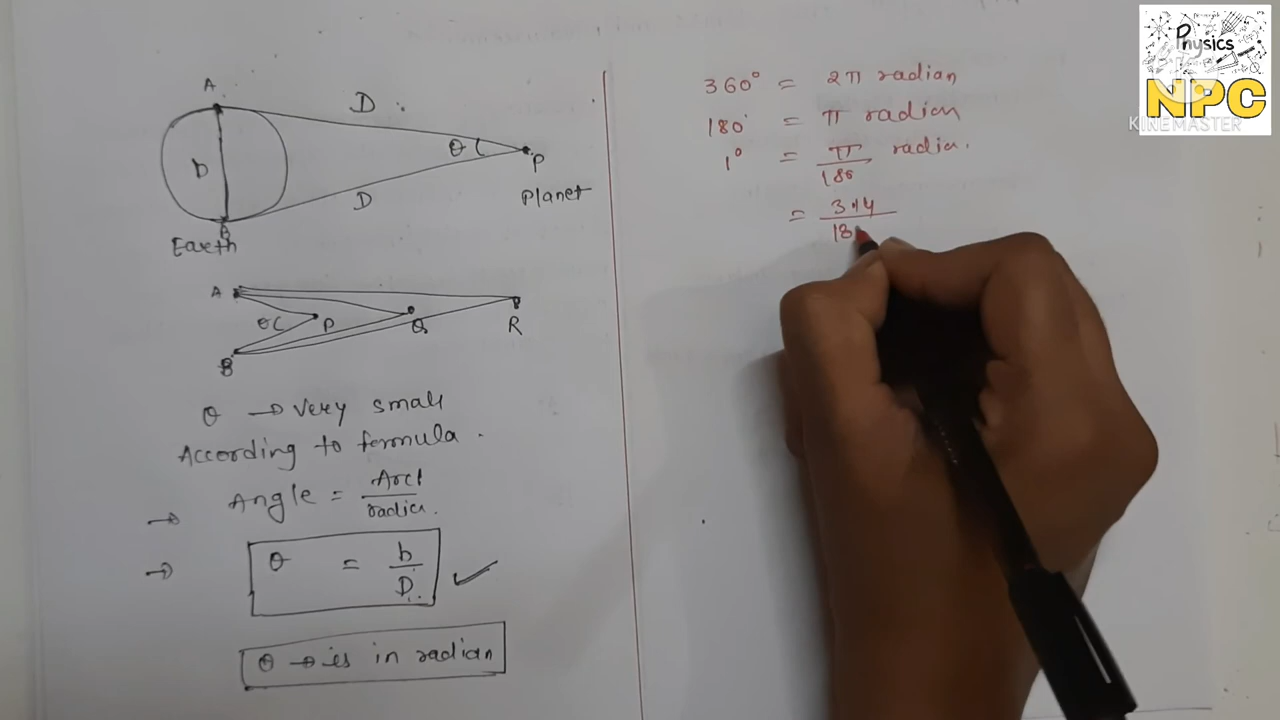 A
D
b
θ
P
Planet
D
B
Earth
A
θ
P
Q
R
B
θ → Very small
According to formula.
→ Angle = Arc / radius.
→ θ = b / D.
θ → is in radian
360° = 2π radian
180° = π radian
1° = π / 180 radian.
= 3.14 / 18
Physics
NPC
KINEMASTER